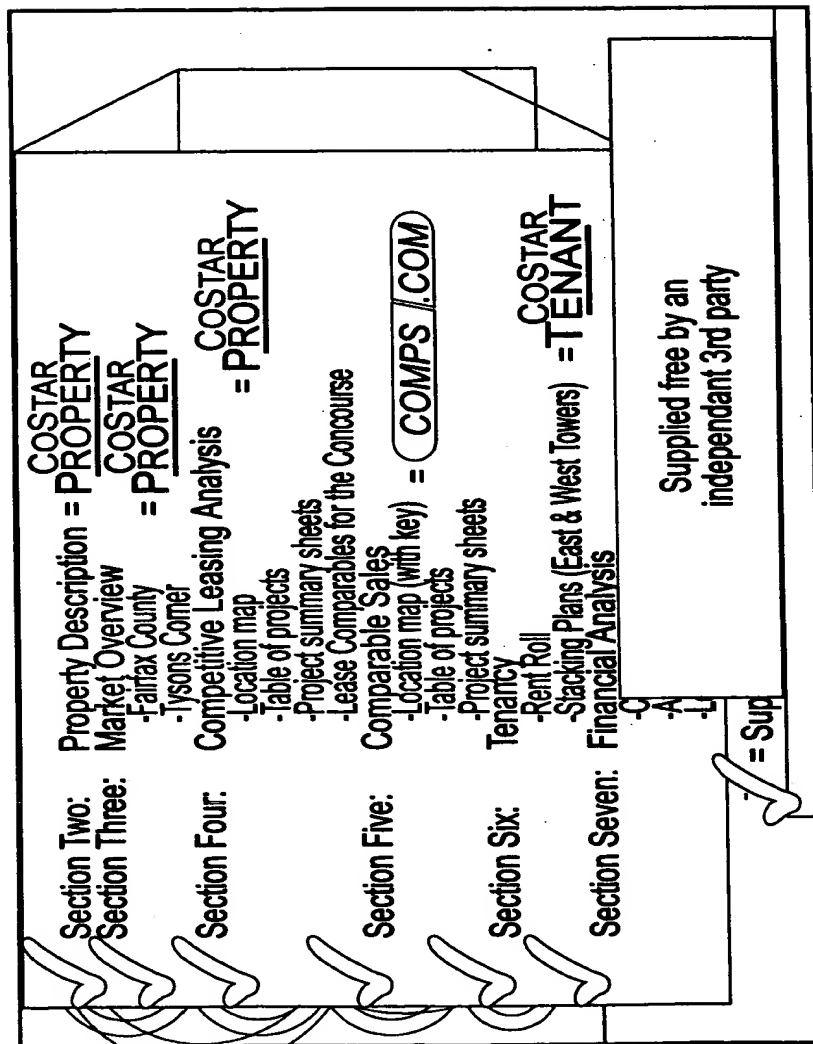 Section Two: Property Description = COSTAR PROPERTY
Section Three: Market Overview = COSTAR PROPERTY
-Fairfax County
-Tysons Corner
Section Four: Competitive Leasing Analysis = COSTAR PROPERTY
-Location map
-Table of projects
-Project summary sheets
-Lease Comparables for the Concourse
Section Five: Comparable Sales
-Location map (with key) = COMPS .COM
-Table of projects
-Project summary sheets
Section Six: Tenancy
-Rent Roll
-Stacking Plans (East & West Towers) = COSTAR TENANT
Section Seven: Financial Analysis
-A
-L
= Sup
Supplied free by an
independant 3rd party